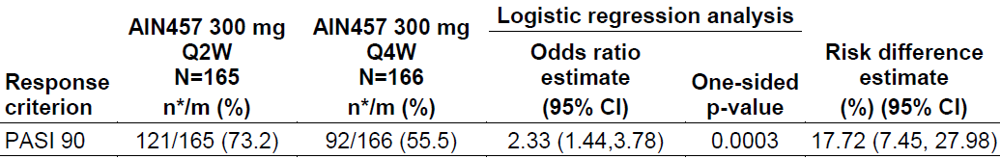 Logistic regression analysis
AIN457 300 mg Q2W N=165 n*/m (%)
AIN457 300 mg Q4W N=166 n*/m (%)
Response criterion
Odds ratio estimate (95% CI)
One-sided p-value
Risk difference estimate (%) (95% CI)
PASI 90 121/165 (73.2) 92/166 (55.5) 2.33 (1.44,3.78) 0.0003 17.72 (7.45, 27.98)